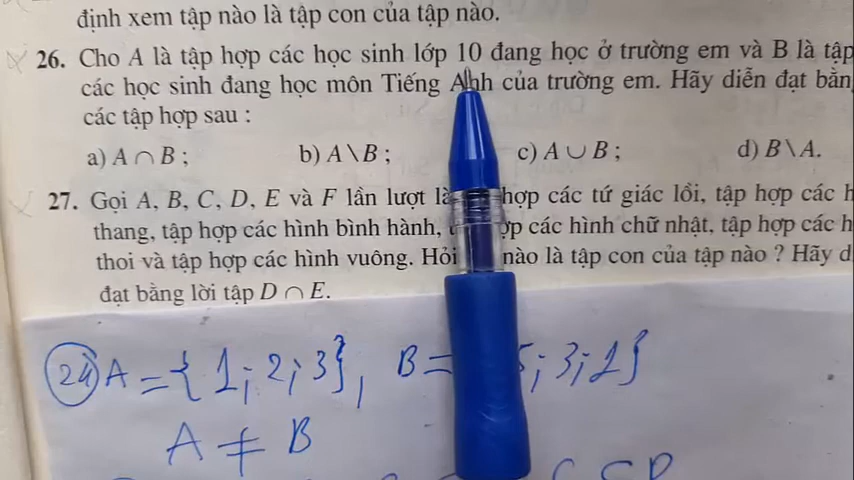 định xem tập nào là tập con của tập nào.
26. Cho A là tập hợp các học sinh lớp 10 đang học ở trường em và B là tập
các học sinh đang học môn Tiếng Anh của trường em. Hãy diễn đạt bằn
các tập hợp sau :
a) A ∩ B ; b) A \ B ; c) A ∪ B ; d) B \ A.
27. Gọi A, B, C, D, E và F lần lượt là hợp các tứ giác lồi, tập hợp các h
thang, tập hợp các hình bình hành, ợp các hình chữ nhật, tập hợp các h
thoi và tập hợp các hình vuông. Hỏi nào là tập con của tập nào ? Hãy d
đạt bằng lời tập D ∩ E.
24 A = { 1; 2; 3}, B = 5; 3; 1}
A ≠ B